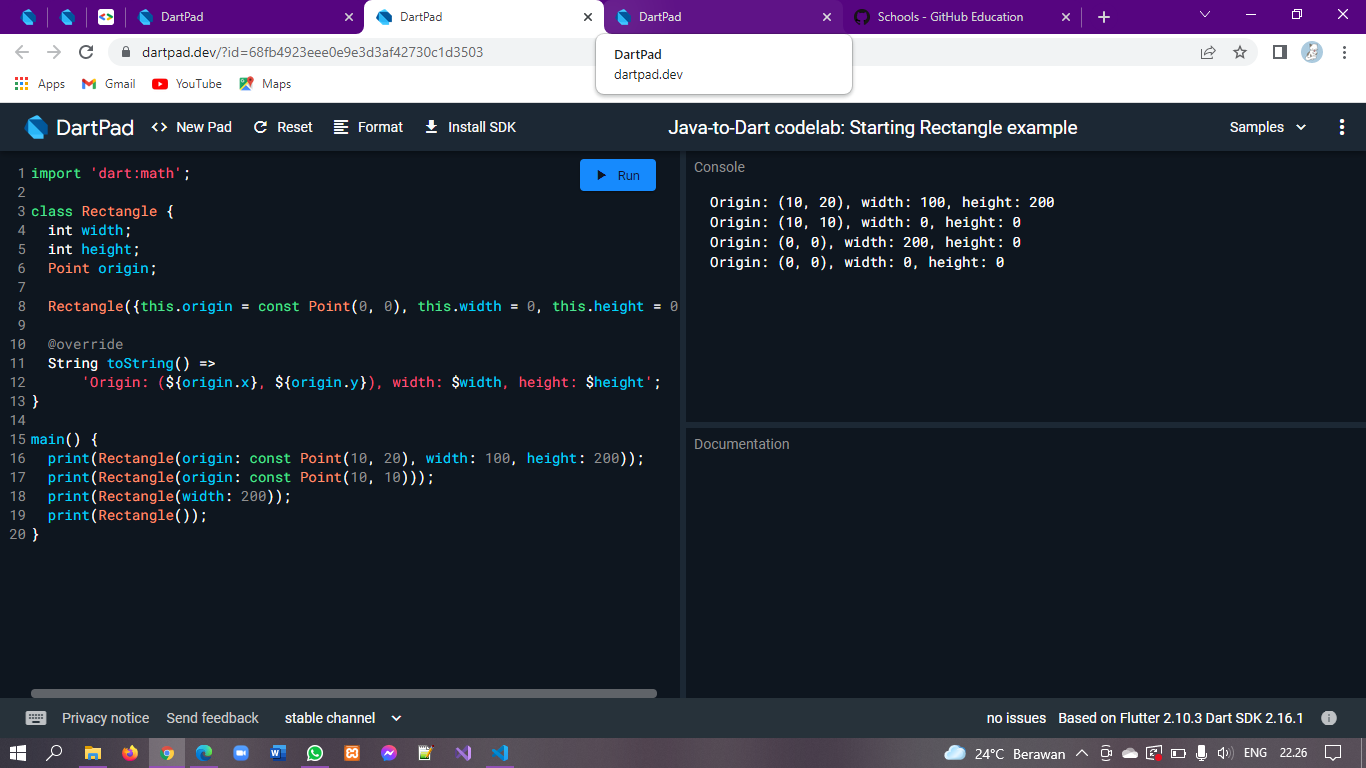 DartPad
DartPad
DartPad
Schools - GitHub Education
dartpad.dev/?id=68fb4923eee0e9e3d3af42730c1d3503
DartPad
dartpad.dev
Apps
Gmail
YouTube
Maps
DartPad
<> New Pad
Reset
Format
Install SDK
Java-to-Dart codelab: Starting Rectangle example
Samples
1 import 'dart:math';
2
3 class Rectangle {
4 int width;
5 int height;
6 Point origin;
7
8 Rectangle({this.origin = const Point(0, 0), this.width = 0, this.height = 0
9
10 @override
11 String toString() =>
12 'Origin: (${origin.x}, ${origin.y}), width: $width, height: $height';
13 }
14
15 main() {
16 print(Rectangle(origin: const Point(10, 20), width: 100, height: 200));
17 print(Rectangle(origin: const Point(10, 10)));
18 print(Rectangle(width: 200));
19 print(Rectangle());
20 }
Run
Console
Origin: (10, 20), width: 100, height: 200
Origin: (10, 10), width: 0, height: 0
Origin: (0, 0), width: 200, height: 0
Origin: (0, 0), width: 0, height: 0
Documentation
Privacy notice
Send feedback
stable channel
no issues
Based on Flutter 2.10.3 Dart SDK 2.16.1
24°C Berawan
ENG
22.26